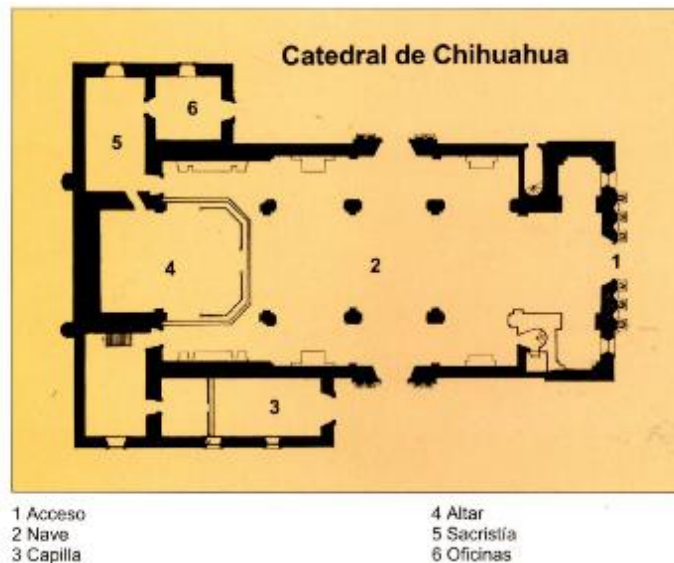 Catedral de Chihuahua
6
5
4
2
1
3
1 Acceso
2 Nave
3 Capilla
4 Altar
5 Sacristía
6 Oficinas